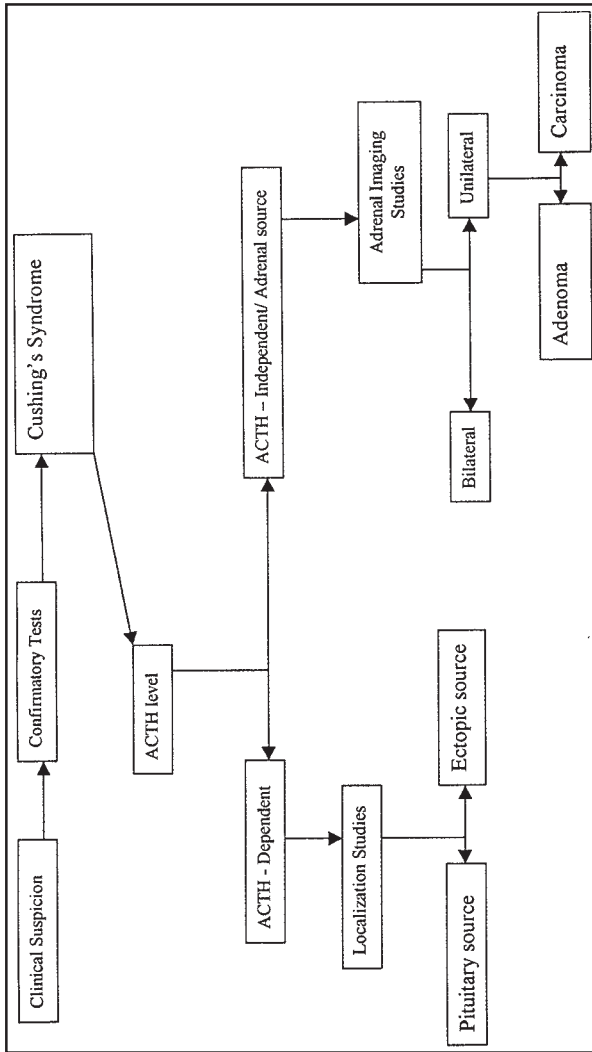 Clinical Suspicion
Confirmatory Tests
Cushing's Syndrome
ACTH level
ACTH - Dependent
ACTH – Independent/ Adrenal source
Localization Studies
Adrenal Imaging
Studies
Pituitary source
Ectopic source
Bilateral
Unilateral
Adenoma
Carcinoma